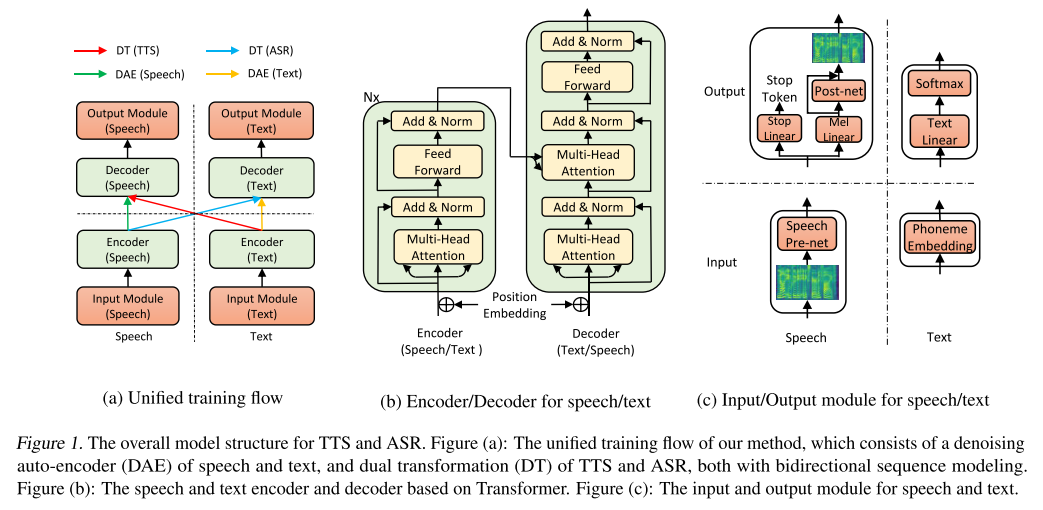 DT (TTS)
DT (ASR)
DAE (Speech)
DAE (Text)
Output Module
(Speech)
Output Module
(Text)
Decoder
(Speech)
Decoder
(Text)
Encoder
(Speech)
Encoder
(Text)
Input Module
(Speech)
Input Module
(Text)
Speech
Text
(a) Unified training flow
Nx
Add & Norm
Feed
Forward
Add & Norm
Multi-Head
Attention
Add & Norm
Feed
Forward
Add & Norm
Multi-Head
Attention
Add & Norm
Multi-Head
Attention
Position
Embedding
Encoder
(Speech/Text )
Decoder
(Text/Speech)
(b) Encoder/Decoder for speech/text
Output
Stop
Token
Stop
Linear
Post-net
Mel
Linear
Softmax
Text
Linear
Input
Speech
Pre-net
Phoneme
Embedding
Speech
Text
(c) Input/Output module for speech/text
Figure 1. The overall model structure for TTS and ASR. Figure (a): The unified training flow of our method, which consists of a denoising
auto-encoder (DAE) of speech and text, and dual transformation (DT) of TTS and ASR, both with bidirectional sequence modeling.
Figure (b): The speech and text encoder and decoder based on Transformer. Figure (c): The input and output module for speech and text.